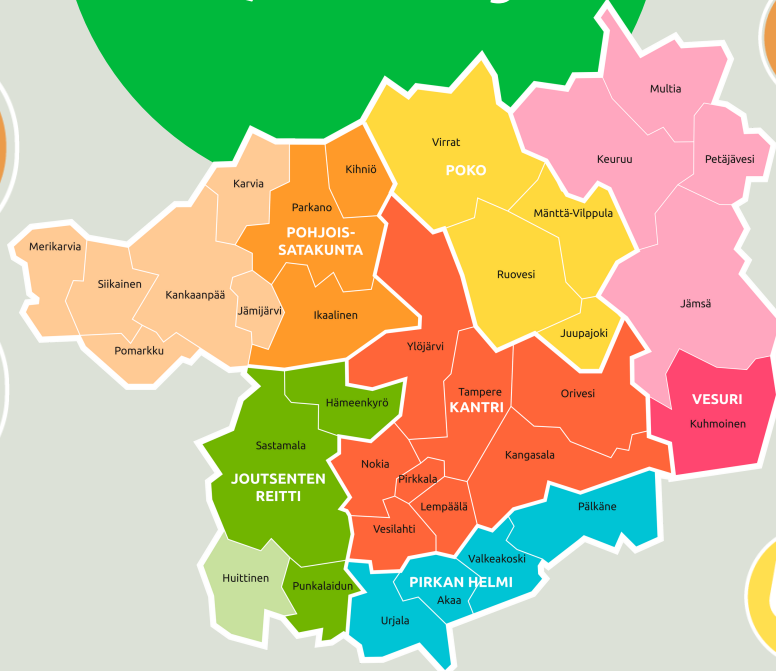 Multia
Virrat
Keuruu
Petäjävesi
POKO
Kihniö
Karvia
Parkano
Mänttä-Vilppula
POHJOIS-
SATAKUNTA
Merikarvia
Siikainen
Kankaanpää
Ruovesi
Jämijärvi
Ikaalinen
Jämsä
Juupajoki
Pomarkku
Ylöjärvi
Tampere
KANTRI
Orivesi
VESURI
Kuhmoinen
Hämeenkyrö
Sastamala
Kangasala
Nokia
Pirkkala
JOUTSENTEN
REITTI
Lempäälä
Pälkäne
Vesilahti
Valkeakoski
Huittinen
Punkalaidun
PIRKAN HELMI
Akaa
Urjala